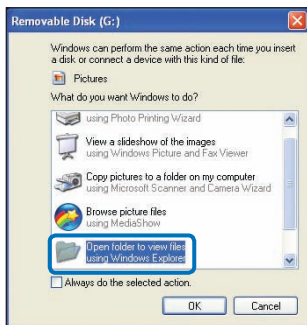 Removable Disk (G:)
Windows can perform the same action each time you insert
a disk or connect a device with this kind of file:
Pictures
What do you want Windows to do?
using Photo Printing Wizard
View a slideshow of the images
using Windows Picture and Fax Viewer
Copy pictures to a folder on my computer
using Microsoft Scanner and Camera Wizard
Browse picture files
using MediaShow
Open folder to view files
using Windows Explorer
Always do the selected action.
OK
Cancel